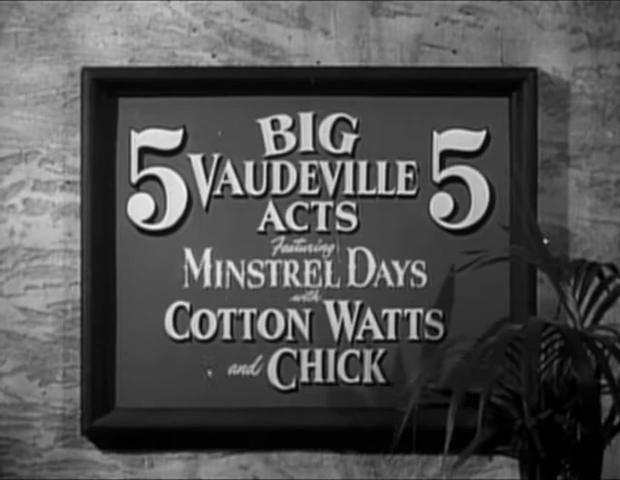 BIG
5 VAUDEVILLE 5
ACTS
Featuring
MINSTREL DAYS
with
COTTON WATTS
and CHICK